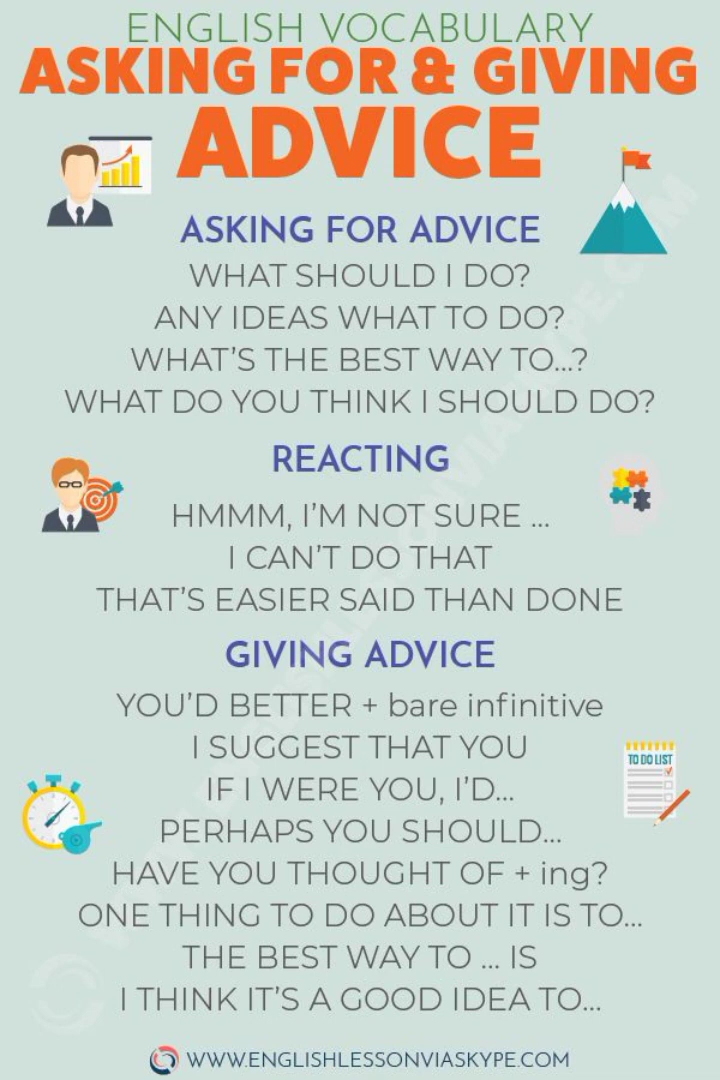 ENGLISH VOCABULARY
ASKING FOR & GIVING
ADVICE
ASKING FOR ADVICE
WHAT SHOULD I DO?
ANY IDEAS WHAT TO DO?
WHAT'S THE BEST WAY TO...?
WHAT DO YOU THINK I SHOULD DO?
REACTING
HMMM, I'M NOT SURE ...
I CAN'T DO THAT
THAT'S EASIER SAID THAN DONE
GIVING ADVICE
YOU'D BETTER + bare infinitive
I SUGGEST THAT YOU
TO DO LIST
IF I WERE YOU, I'D...
PERHAPS YOU SHOULD...
HAVE YOU THOUGHT OF + ing?
ONE THING TO DO ABOUT IT IS TO...
THE BEST WAY TO ... IS
I THINK IT'S A GOOD IDEA TO...
WWW.ENGLISHLESSONVIASKYPE.COM
WWW.ENGLISHLESSONVIASKYPE.COM